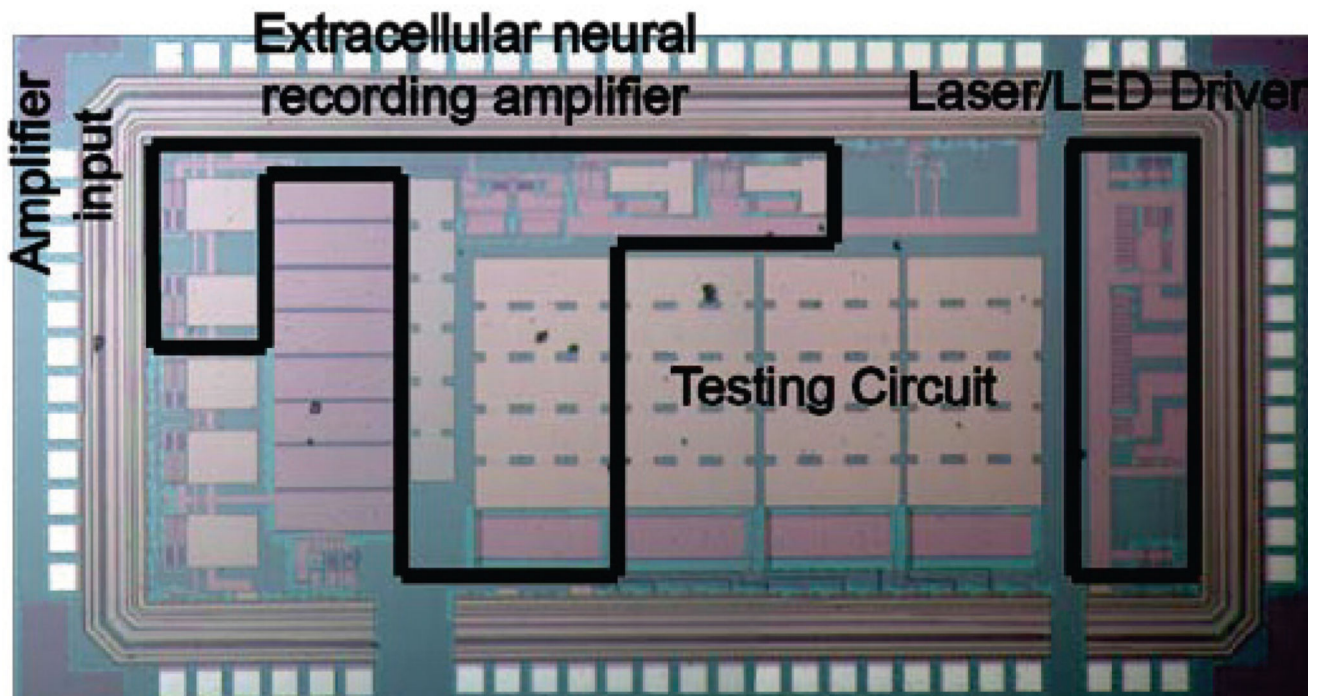 Extracellular neural
recording amplifier
Laser/LED Driver
Amplifier
input
Testing Circuit